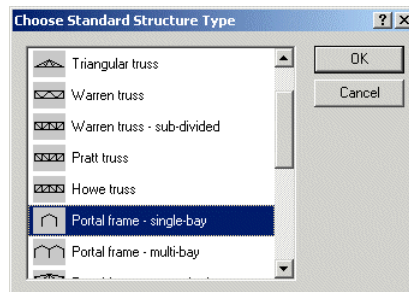 Choose Standard Structure Type
OK
Cancel
Triangular truss
Warren truss
Warren truss - sub-divided
Pratt truss
Howe truss
Portal frame - single-bay
Portal frame - multi-bay